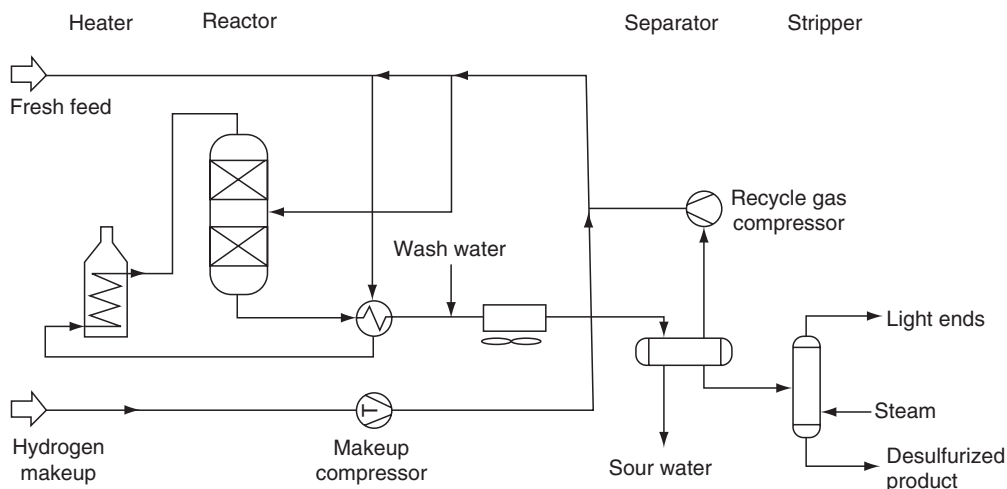 Heater
Reactor
Separator
Stripper
Fresh feed
Recycle gas
compressor
Wash water
Light ends
Steam
T
Hydrogen
makeup
Makeup
compressor
Sour water
Desulfurized
product